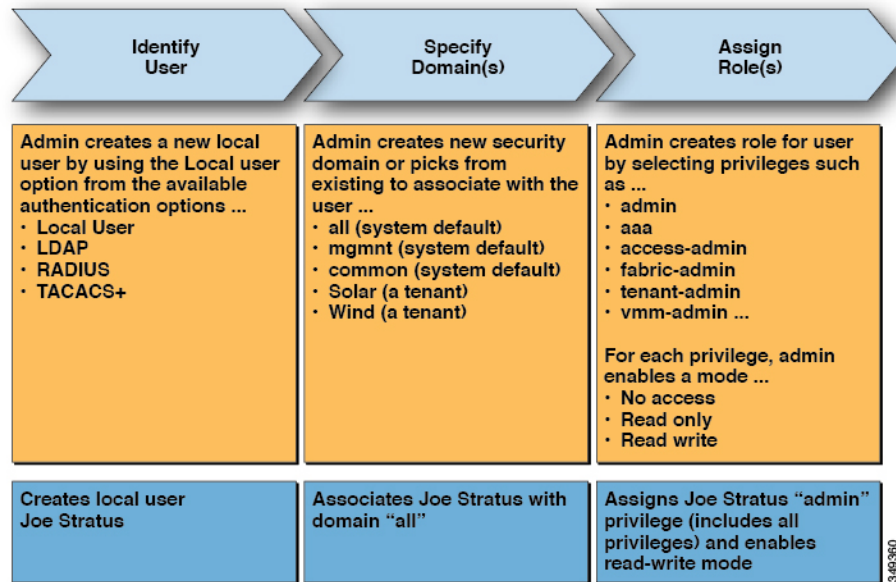 Identify
User
Specify
Domain(s)
Assign
Role(s)
Admin creates a new local
user by using the Local user
option from the available
authentication options ...
• Local User
• LDAP
• RADIUS
• TACACS+
Admin creates new security
domain or picks from
existing to associate with the
user ...
• all (system default)
• mgmnt (system default)
• common (system default)
• Solar (a tenant)
• Wind (a tenant)
Admin creates role for user
by selecting privileges such
as ...
• admin
• aaa
• access-admin
• fabric-admin
• tenant-admin
• vmm-admin ...
For each privilege, admin
enables a mode ...
• No access
• Read only
• Read write
Creates local user
Joe Stratus
Associates Joe Stratus with
domain “all”
Assigns Joe Stratus “admin”
privilege (includes all
privileges) and enables
read-write mode